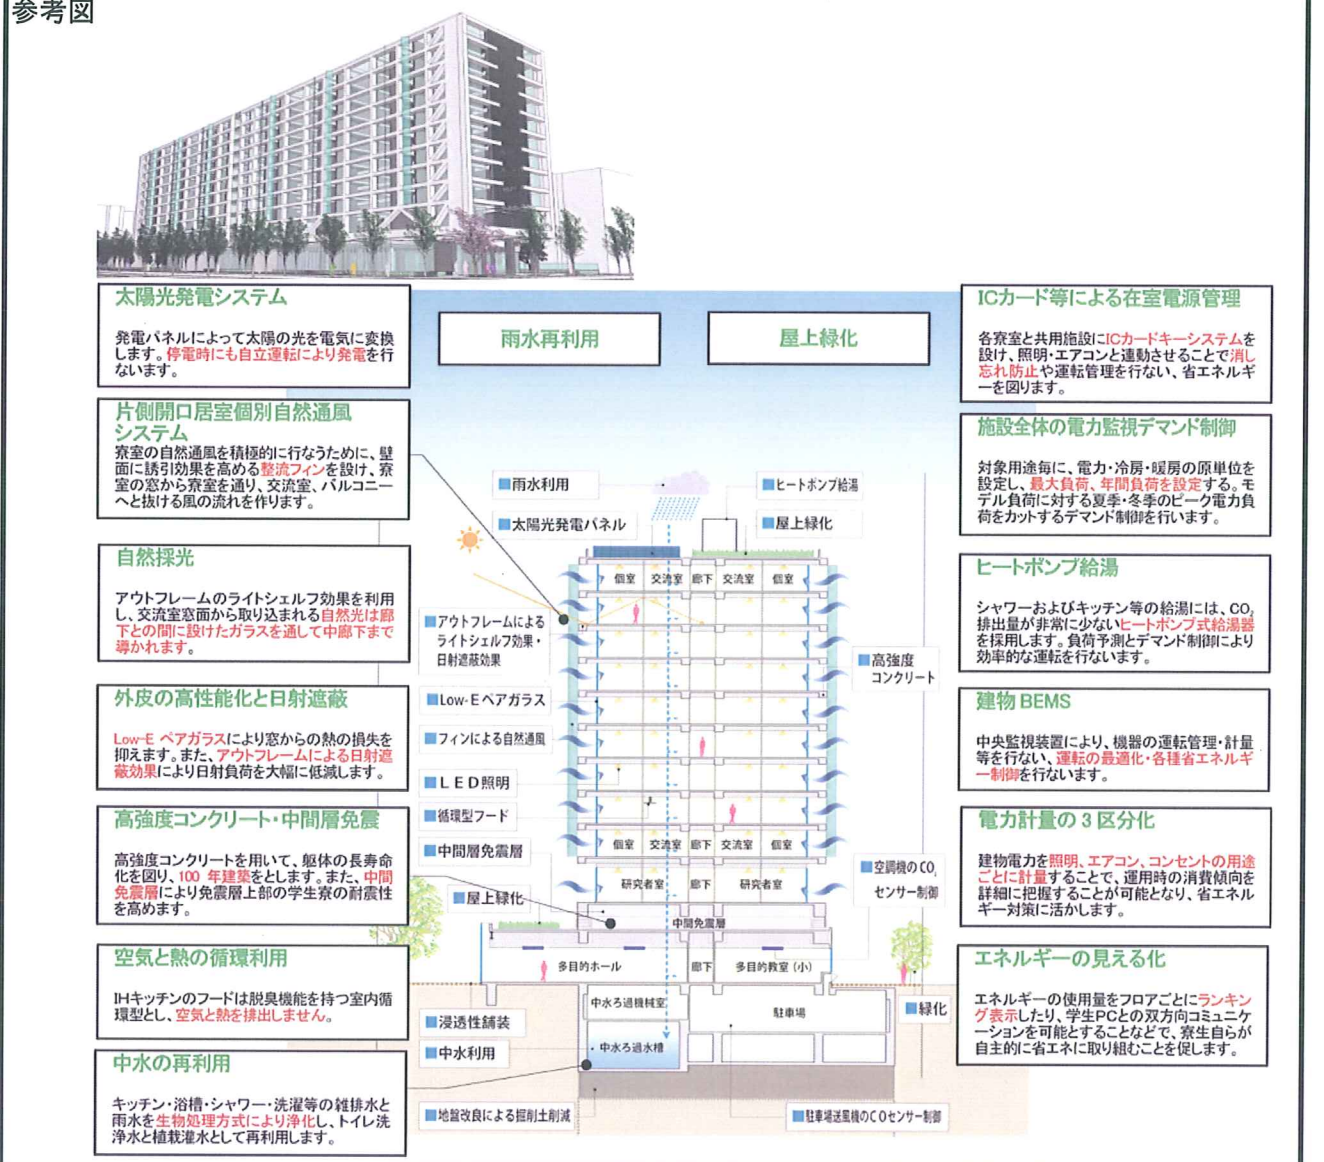 参考図
太陽光発電システム
発電パネルによって太陽の光を電気に変換
します。停電時にも自立運転により発電を行
ないます。
片側開口居室個別自然通風
システム
寮室の自然通風を積極的に行なうために、壁
面に誘引効果を高める整流フィンを設け、寮
室の窓から寮室を通り、交流室、バルコニー
へと抜ける風の流れを作ります。
自然採光
アウトフレームのライトシェルフ効果を利用
し、交流室窓面から取り込まれる自然光は廊
下との間に設けたガラスを通して中廊下まで
導かれます。
外皮の高性能化と日射遮蔽
Low-E ペアガラスにより窓からの熱の損失を
抑えます。また、アウトフレームによる日射遮
蔽効果により日射負荷を大幅に低減します。
高強度コンクリート・中間層免震
高強度コンクリートを用いて、躯体の長寿命
化を図り、100 年建築をとします。また、中間
免震層により免震層上部の学生寮の耐震性
を高めます。
空気と熱の循環利用
IHキッチンのフードは脱臭機能を持つ室内循
環型とし、空気と熱を排出しません。
中水の再利用
キッチン・浴槽・シャワー・洗濯等の雑排水と
雨水を生物処理方式により浄化し、トイレ洗
浄水と植栽灌水として再利用します。
雨水再利用
屋上緑化
雨水利用
太陽光発電パネル
ヒートポンプ給湯
屋上緑化
個室 交流室 廊下 交流室 個室
アウトフレームによる
ライトシェルフ効果・
日射遮蔽効果
高強度
コンクリート
Low-E ペアガラス
フィンによる自然通風
LED照明
循環型フード
中間層免震層
個室 交流室 廊下 交流室 個室
空調機のCO2
センサー制御
研究者室 廊下 研究者室
屋上緑化
中間免震層
多目的ホール 廊下 多目的教室(小)
中水ろ過機械室
駐車場
緑化
浸透性舗装
中水利用
中水ろ過水槽
地盤改良による掘削土削減
駐車場送風機のCOセンサー制御
ICカード等による在室電源管理
各寮室と共用施設にICカードキーシステムを
設け、照明・エアコンと連動させることで消し
忘れ防止や運転管理を行ない、省エネルギ
ーを図ります。
施設全体の電力監視デマンド制御
対象用途毎に、電力・冷房・暖房の原単位を
設定し、最大負荷、年間負荷を設定する。モ
デル負荷に対する夏季・冬季のピーク電力負
荷をカットするデマンド制御を行います。
ヒートポンプ給湯
シャワーおよびキッチン等の給湯には、CO2
排出量が非常に少ないヒートポンプ式給湯器
を採用します。負荷予測とデマンド制御により
効率的な運転を行ないます。
建物 BEMS
中央監視装置により、機器の運転管理・計量
等を行ない、運転の最適化・各種省エネルギ
ー制御を行ないます。
電力計量の 3 区分化
建物電力を照明、エアコン、コンセントの用途
ごとに計量することで、運用時の消費傾向を
詳細に把握することが可能となり、省エネル
ギー対策に活かします。
エネルギーの見える化
エネルギーの使用量をフロアごとにランキン
グ表示したり、学生PCとの双方向コミュニケ
ーションを可能とすることなどで、寮生自らが
自主的に省エネに取り組むことを促します。